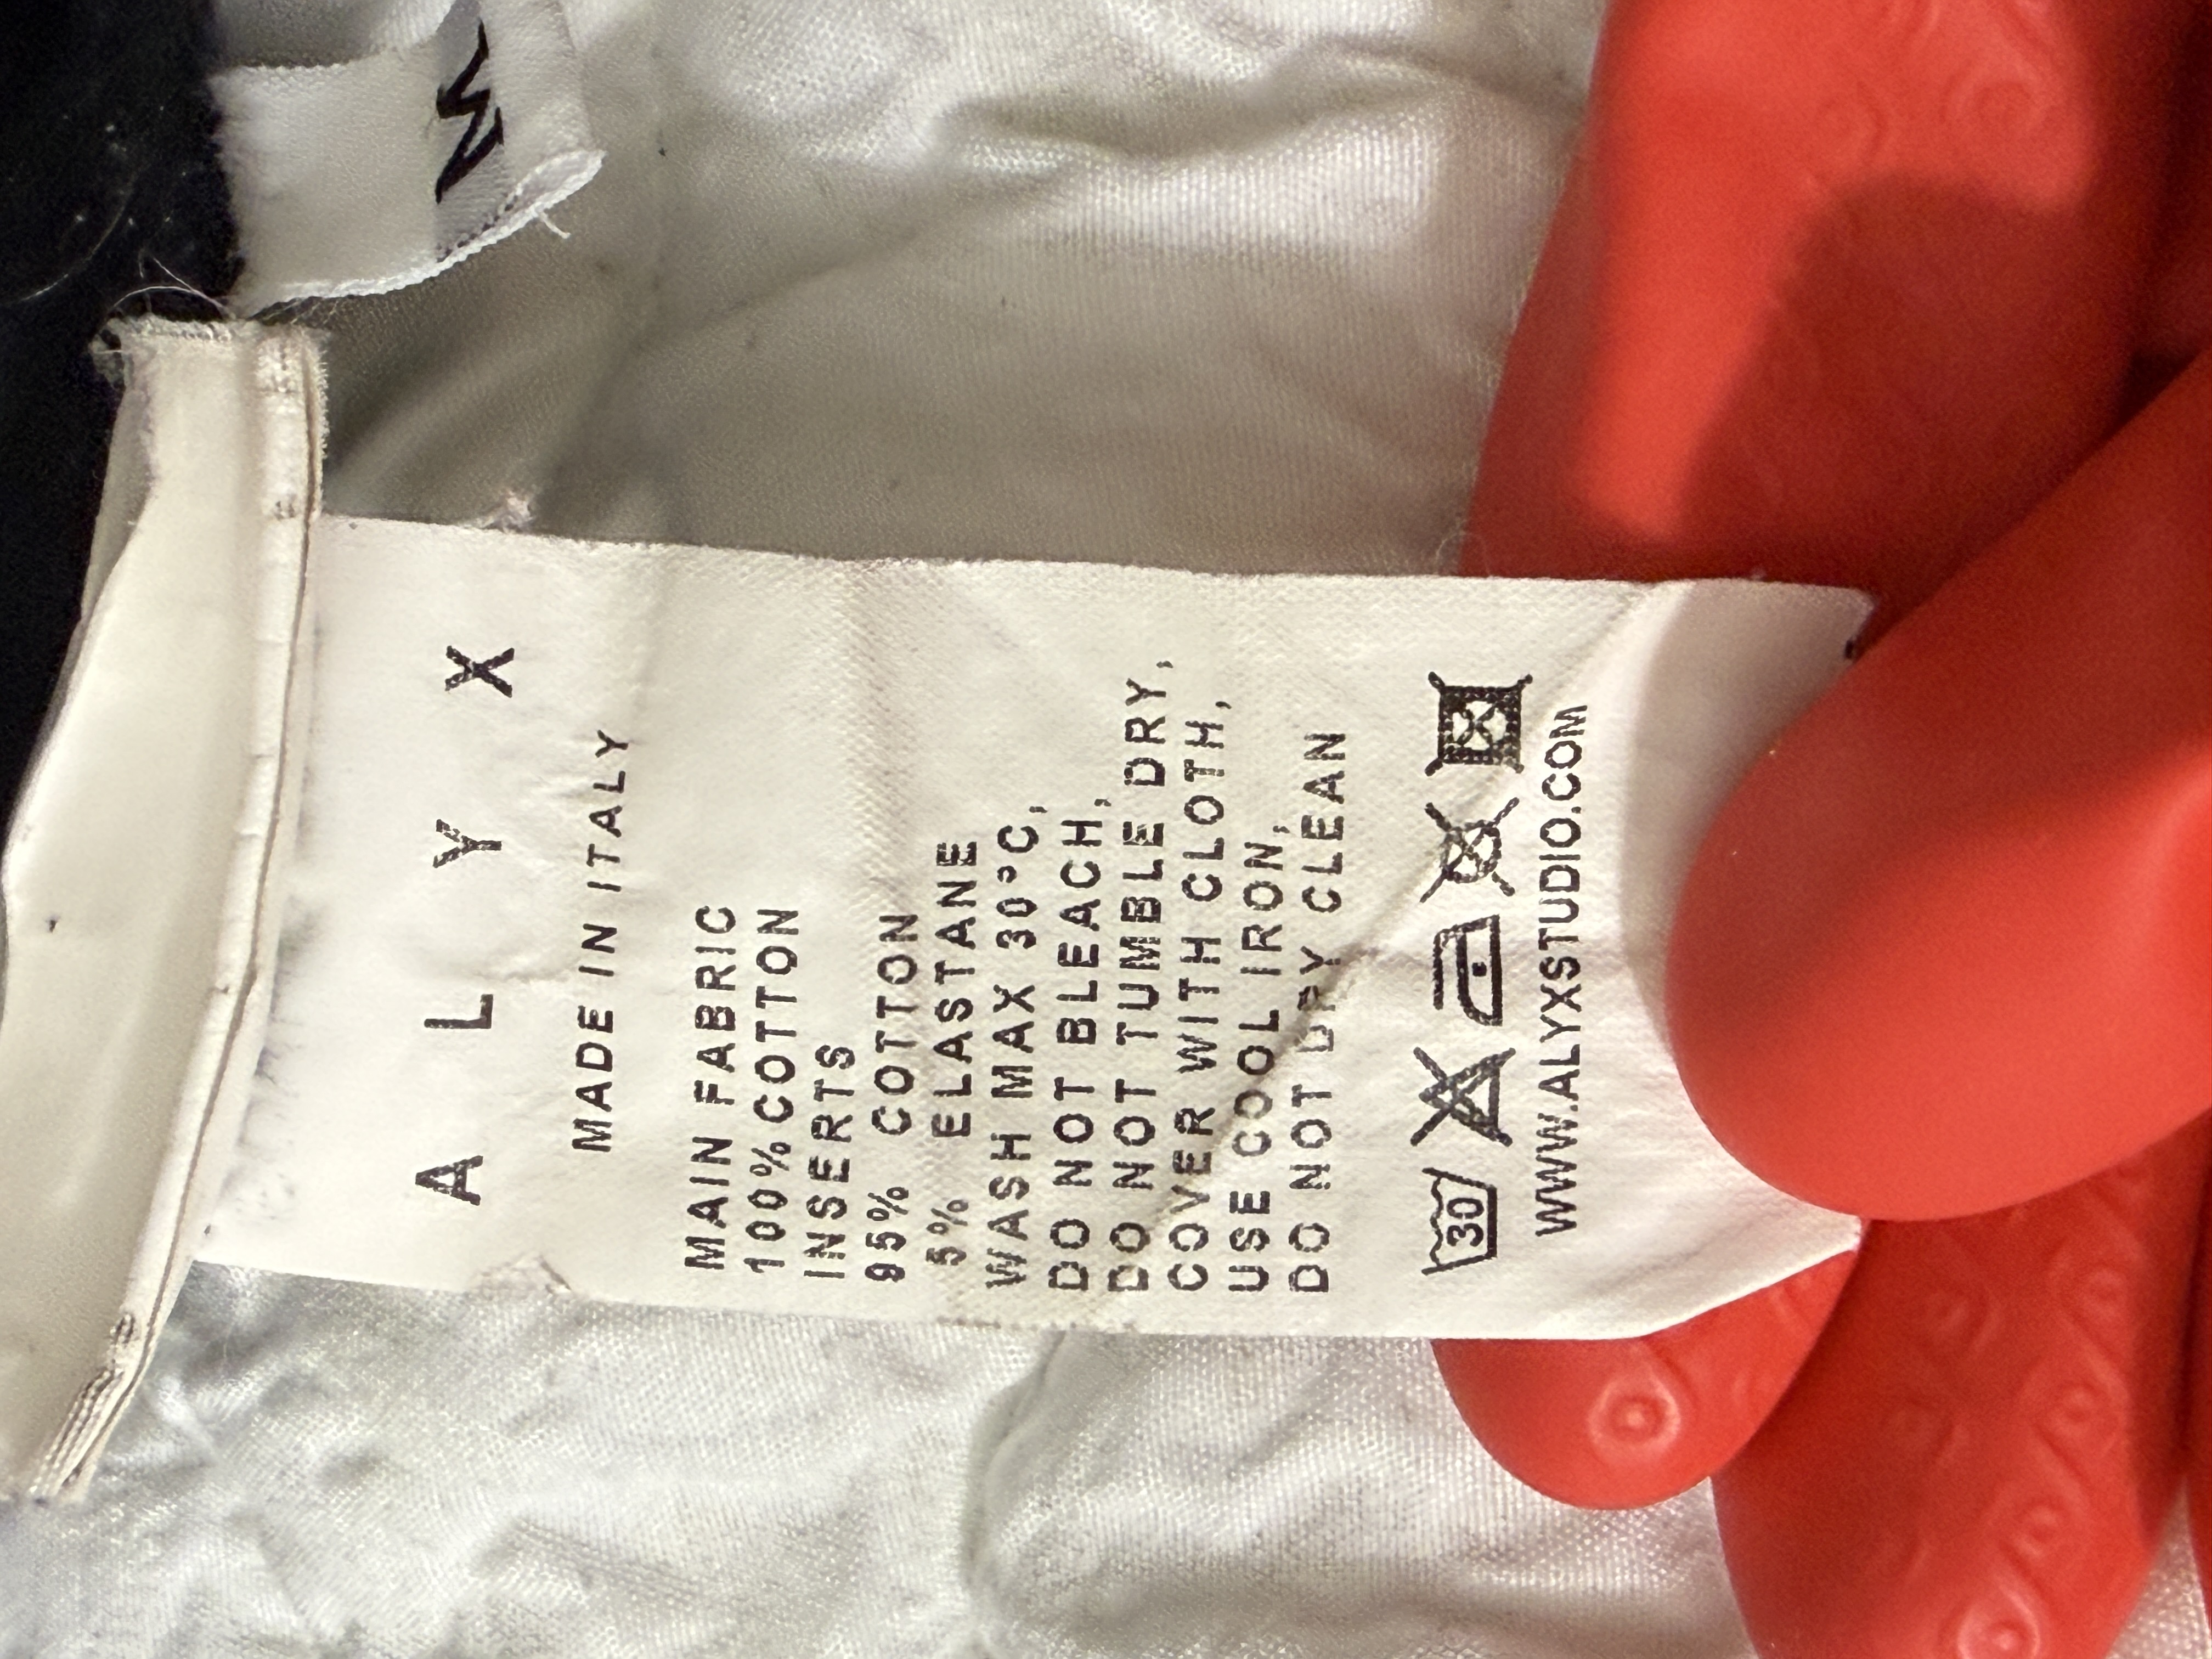 M
A L Y X
MADE IN ITALY
MAIN FABRIC
100% COTTON
INSERTS
95% COTTON
5% ELASTANE
WASH MAX 30°C,
DO NOT BLEACH,
DO NOT TUMBLE DRY,
COVER WITH CLOTH,
USE COOL IRON,
DO NOT DRY CLEAN
30
WWW.ALYXSTUDIO.COM